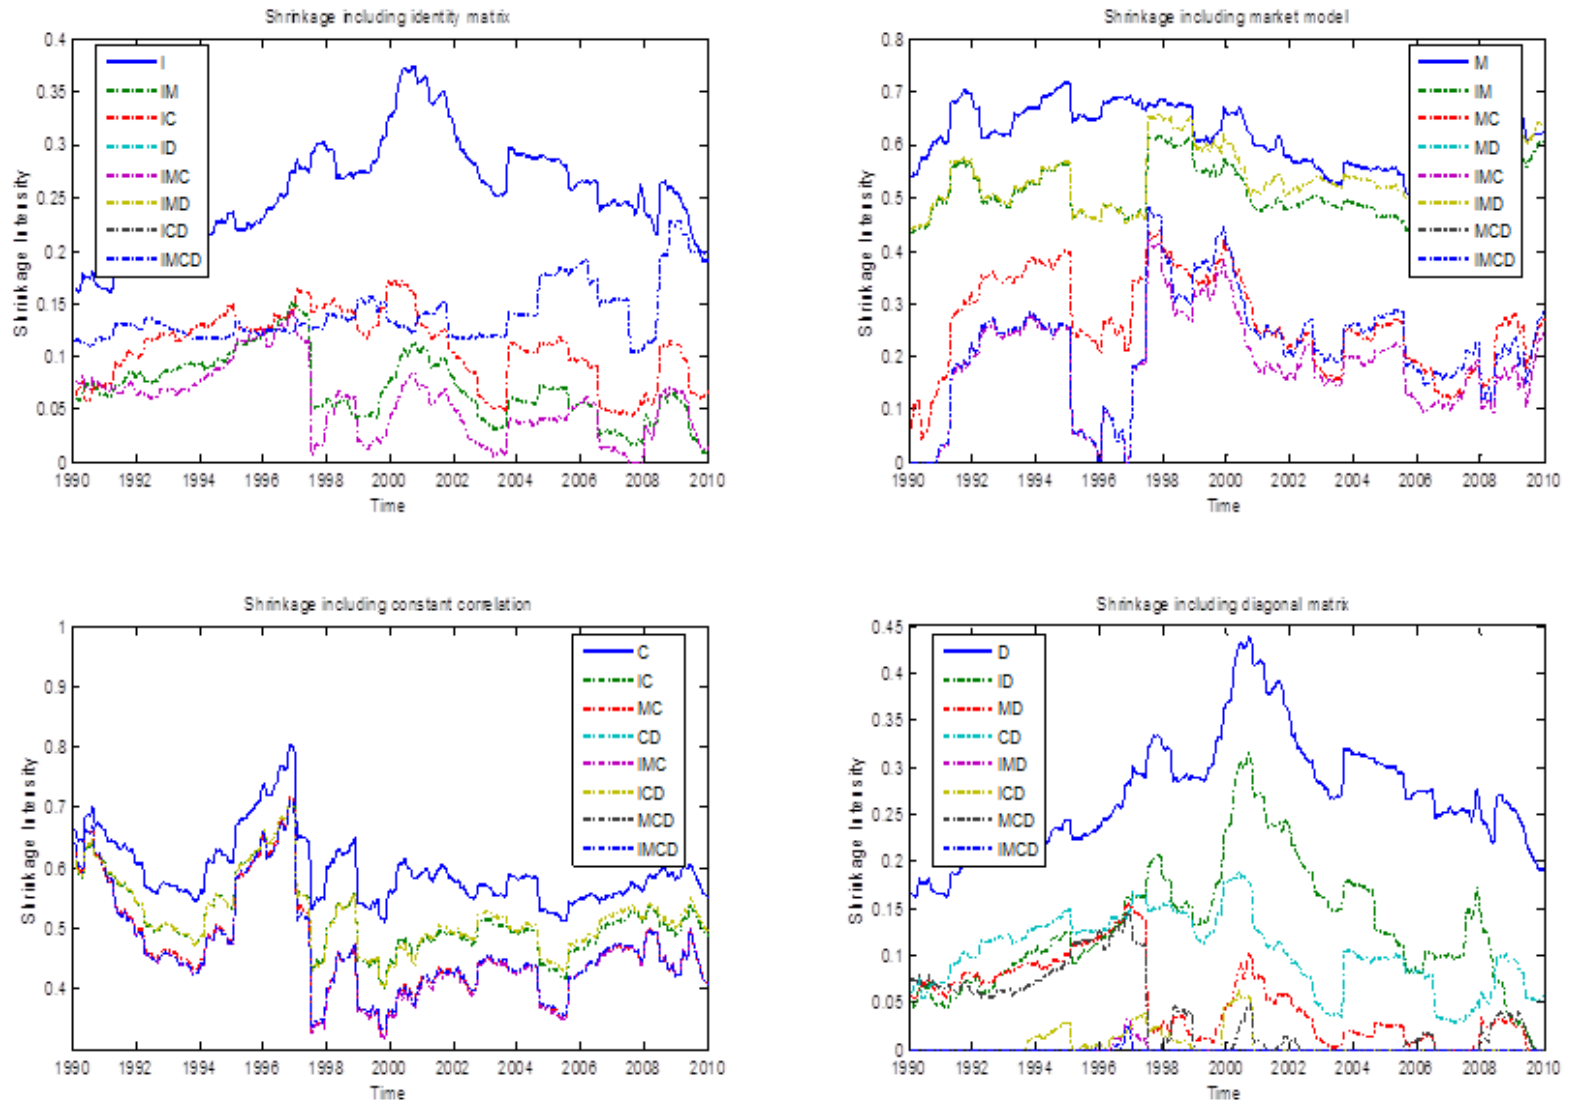 Shrinkage including identity matrix
Shrinkage Intensity
0.4
0.35
0.3
0.25
0.2
0.15
0.1
0.05
0
I
IM
IC
ID
IMC
IMD
ICD
IMCD
1990 1992 1994 1996 1998 2000 2002 2004 2006 2008 2010
Time
Shrinkage including market model
Shrinkage Intensity
0.8
0.7
0.6
0.5
0.4
0.3
0.2
0.1
0
M
IM
MC
MD
IMC
IMD
MCD
IMCD
1990 1992 1994 1996 1998 2000 2002 2004 2006 2008 2010
Time
Shrinkage including constant correlation
Shrinkage Intensity
1
0.9
0.8
0.7
0.6
0.5
0.4
C
IC
MC
CD
IMC
ICD
MCD
IMCD
1990 1992 1994 1996 1998 2000 2002 2004 2006 2008 2010
Time
Shrinkage including diagonal matrix
Shrinkage Intensity
0.45
0.4
0.35
0.3
0.25
0.2
0.15
0.1
0.05
0
D
ID
MD
CD
IMD
ICD
MCD
IMCD
1990 1992 1994 1996 1998 2000 2002 2004 2006 2008 2010
Time